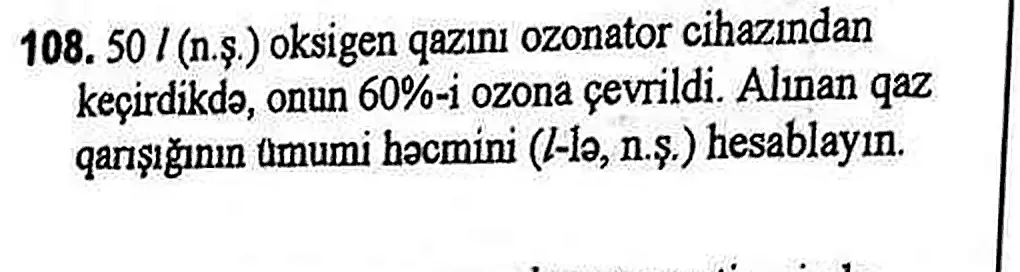 108. 50 l (n.ş.) oksigen qazını ozonator cihazından
keçirdikdə, onun 60%-i ozona çevrildi. Alınan qaz
qarışığının ümumi həcmini (l-lə, n.ş.) hesablayın.